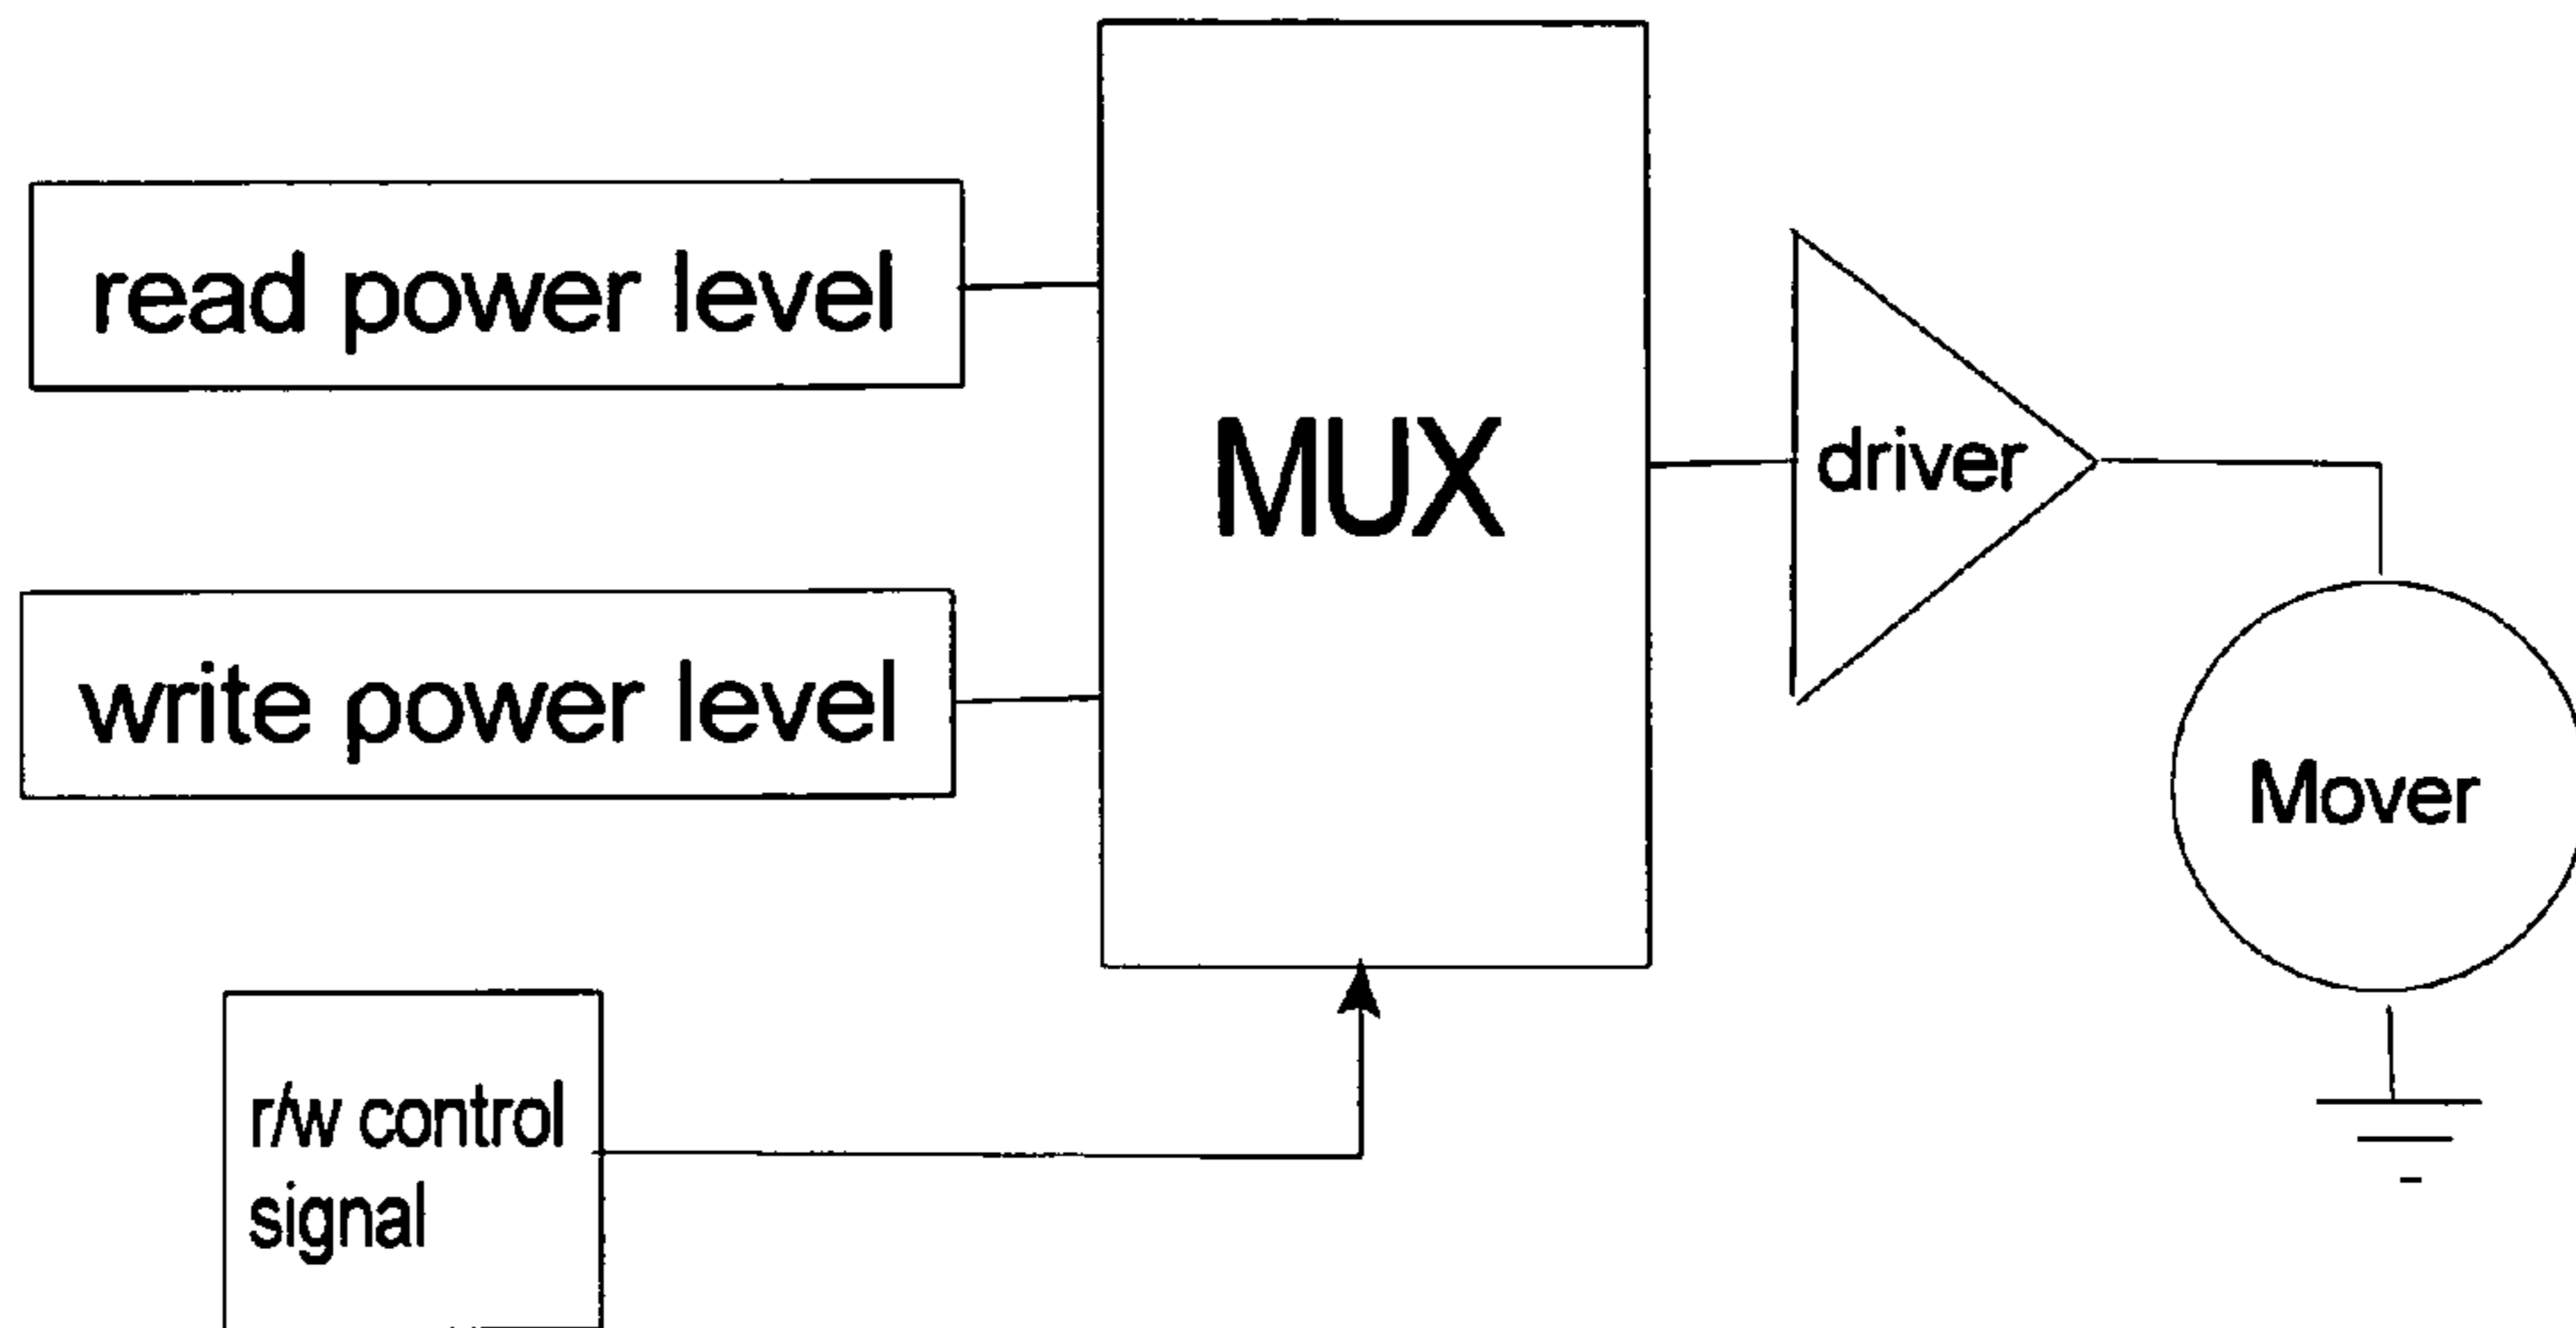 read power level
MUX
driver
write power level
Mover
r/w control
signal